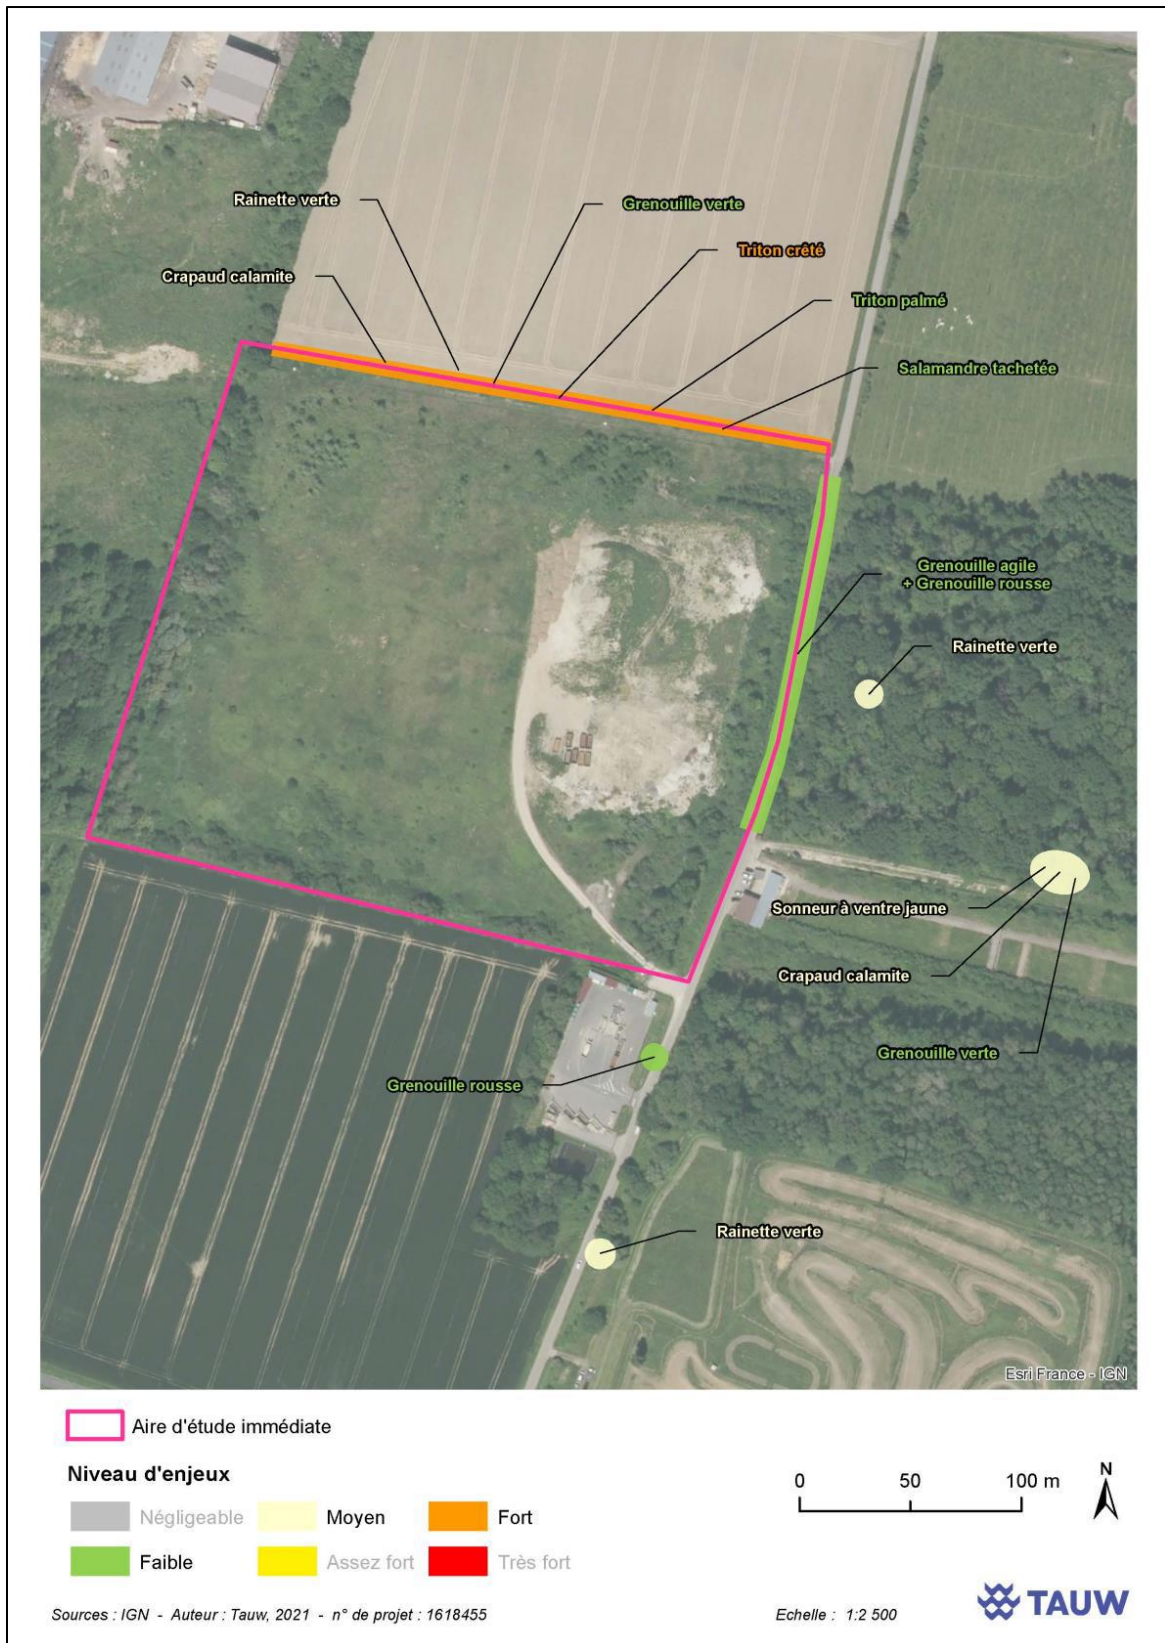 Rainette verte
Grenouille verte
Triton crêté
Crapaud calamite
Triton palmé
Salamandre tachetée
Grenouille agile
+ Grenouille rousse
Rainette verte
Sonneur à ventre jaune
Crapaud calamite
Grenouille verte
Grenouille rousse
Rainette verte
Esri France - IGN
Aire d'étude immédiate
Niveau d'enjeux
Négligeable
Moyen
Fort
Faible
Assez fort
Très fort
0 50 100 m
N
Sources : IGN - Auteur : Tauw, 2021 - n° de projet : 1618455
Echelle : 1:2 500
TAUW